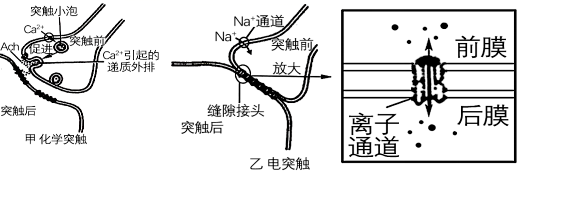 突触小泡
Ca²⁺
Ach
促进
突触前
Ca²⁺引起的
递质外排
突触后
甲 化学突触
Na⁺通道
Na⁺
突触前
放大
缝隙接头
突触后
乙 电突触
前膜
后膜
离子
通道